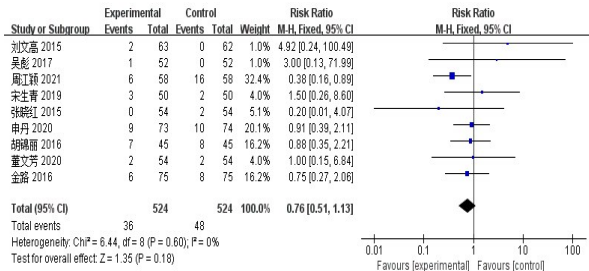 Experimental Control Risk Ratio Risk Ratio
Study or Subgroup Events Total Events Total Weight M-H, Fixed, 95% CI M-H, Fixed, 95% CI
刘文高 2015 2 63 0 62 1.0% 4.92 [0.24, 100.49]
吴彪 2017 1 52 0 52 1.0% 3.00 [0.13, 71.99]
周江颖 2021 6 58 16 58 32.4% 0.38 [0.16, 0.89]
宋生青 2019 3 50 2 50 4.1% 1.50 [0.26, 8.60]
张晓红 2015 0 54 2 54 5.1% 0.20 [0.01, 4.07]
申丹 2020 9 73 10 74 20.1% 0.91 [0.39, 2.11]
胡锦丽 2016 7 45 8 45 16.2% 0.88 [0.35, 2.21]
董文芳 2020 2 54 2 54 4.1% 1.00 [0.15, 6.84]
金路 2016 6 75 8 75 16.2% 0.75 [0.27, 2.06]
Total (95% CI) 524 524 100.0% 0.76 [0.51, 1.13]
Total events 36 48
Heterogeneity: Chi² = 6.44, df = 8 (P = 0.60); I² = 0%
Test for overall effect: Z = 1.35 (P = 0.18)
0.01 0.1 1 10 100
Favours [experimental] Favours [control]